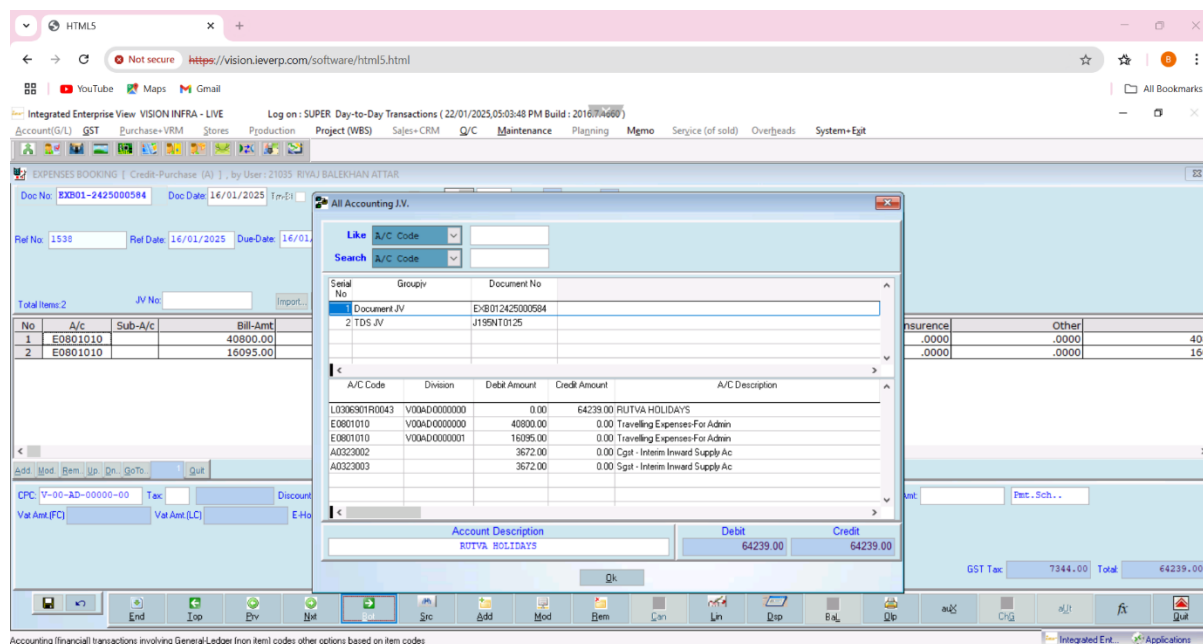 HTML5
Not secure https://vision.ieverp.com/software/html5.html
YouTube Maps Gmail All Bookmarks
Integrated Enterprise View VISION INFRA - LIVE Log on : SUPER Day-to-Day Transactions ( 22/01/2025,05:03:48 PM Build : 2016.7.4660 )
Account(G/L) GST Purchase+VRM Stores Production Project (WBS) Sales+CRM Q/C Maintenance Planning Memo Service (of sold) Overheads System+Exit
EXPENSES BOOKING [ Credit-Purchase (A) ] , by User : 21035 RIYAJ BALEKHAN ATTAR
Doc No: EXB01-2425000584 Doc Date: 16/01/2025
Ref No: 1538 Ref Date: 16/01/2025 Due-Date: 16/01/
Total Items:2 JV No: Import...
No A/c Sub-A/c Bill-Amt
1 E0801010 40800.00
2 E0801010 16095.00
nsurence Other
.0000 .0000 40
.0000 .0000 16
Add. Mod. Rem. Up. Dn.. GoTo.. 1 Quit
CPC: V-00-AD-00000-00 Tax: Discount
Vat Amt.(FC) Vat Amt.(LC) E-Ho
All Accounting J.V.
Like A/C Code
Search A/C Code
Serial No Groupjv Document No
1 Document JV EXB012425000584
2 TDS JV J195NT0125
A/C Code Division Debit Amount Credit Amount A/C Description
L0306901R0043 V00AD0000000 0.00 64239.00 RUTVA HOLIDAYS
E0801010 V00AD0000000 40800.00 0.00 Travelling Expenses-For Admin
E0801010 V00AD0000001 16095.00 0.00 Travelling Expenses-For Admin
A0323002 3672.00 0.00 Cgst - Interim Inward Supply Ac
A0323003 3672.00 0.00 Sgst - Interim Inward Supply Ac
Account Description Debit Credit
RUTVA HOLIDAYS 64239.00 64239.00
Ok
Amt: Pmt.Sch..
GST Tax: 7344.00 Total: 64239.00
End Top Prv Nxt Src Add Mod Rem Can Lin Dsp BaL Qlp auX ChG fx Quit
Accounting (financial) transactions involving General-Ledger (non item) codes other options based on item codes
Integrated Ent... Applications